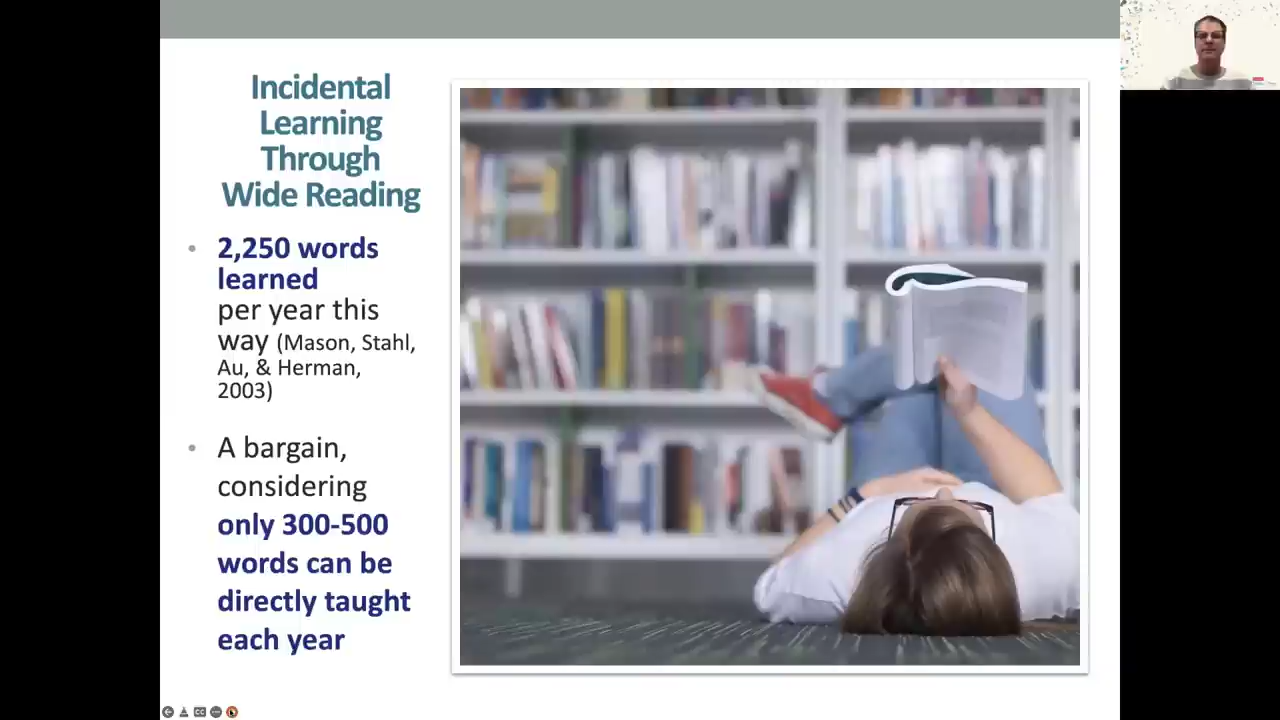 Incidental
Learning
Through
Wide Reading
• 2,250 words
learned
per year this
way (Mason, Stahl,
Au, & Herman,
2003)
• A bargain,
considering
only 300-500
words can be
directly taught
each year
CC